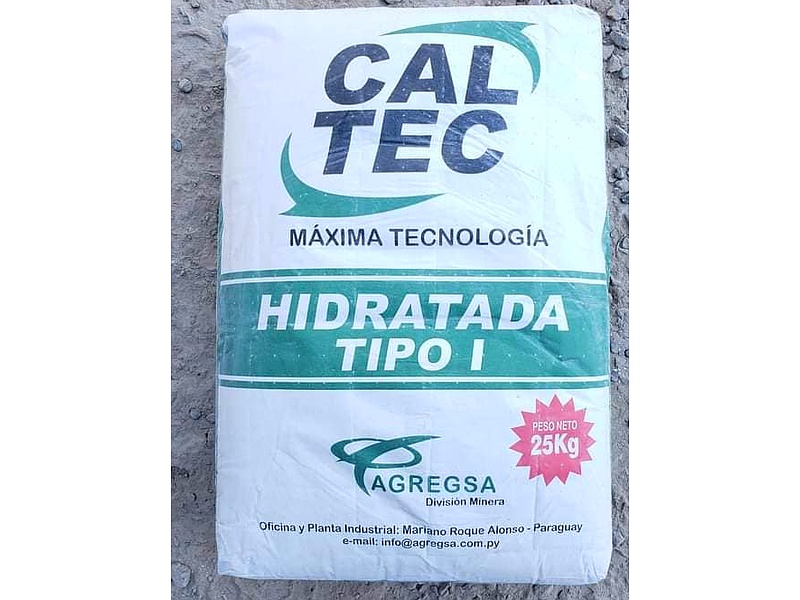 CAL
TEC
MÁXIMA TECNOLOGÍA
HIDRATADA
TIPO I
PESO NETO
25Kg
AGREGSA
División Minera
Oficina y Planta Industrial: Mariano Roque Alonso - Paraguay
e-mail: info@agregsa.com.py